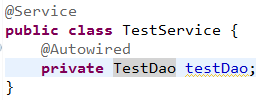 @Service
public class TestService {
@Autowired
private TestDao testDao;
}